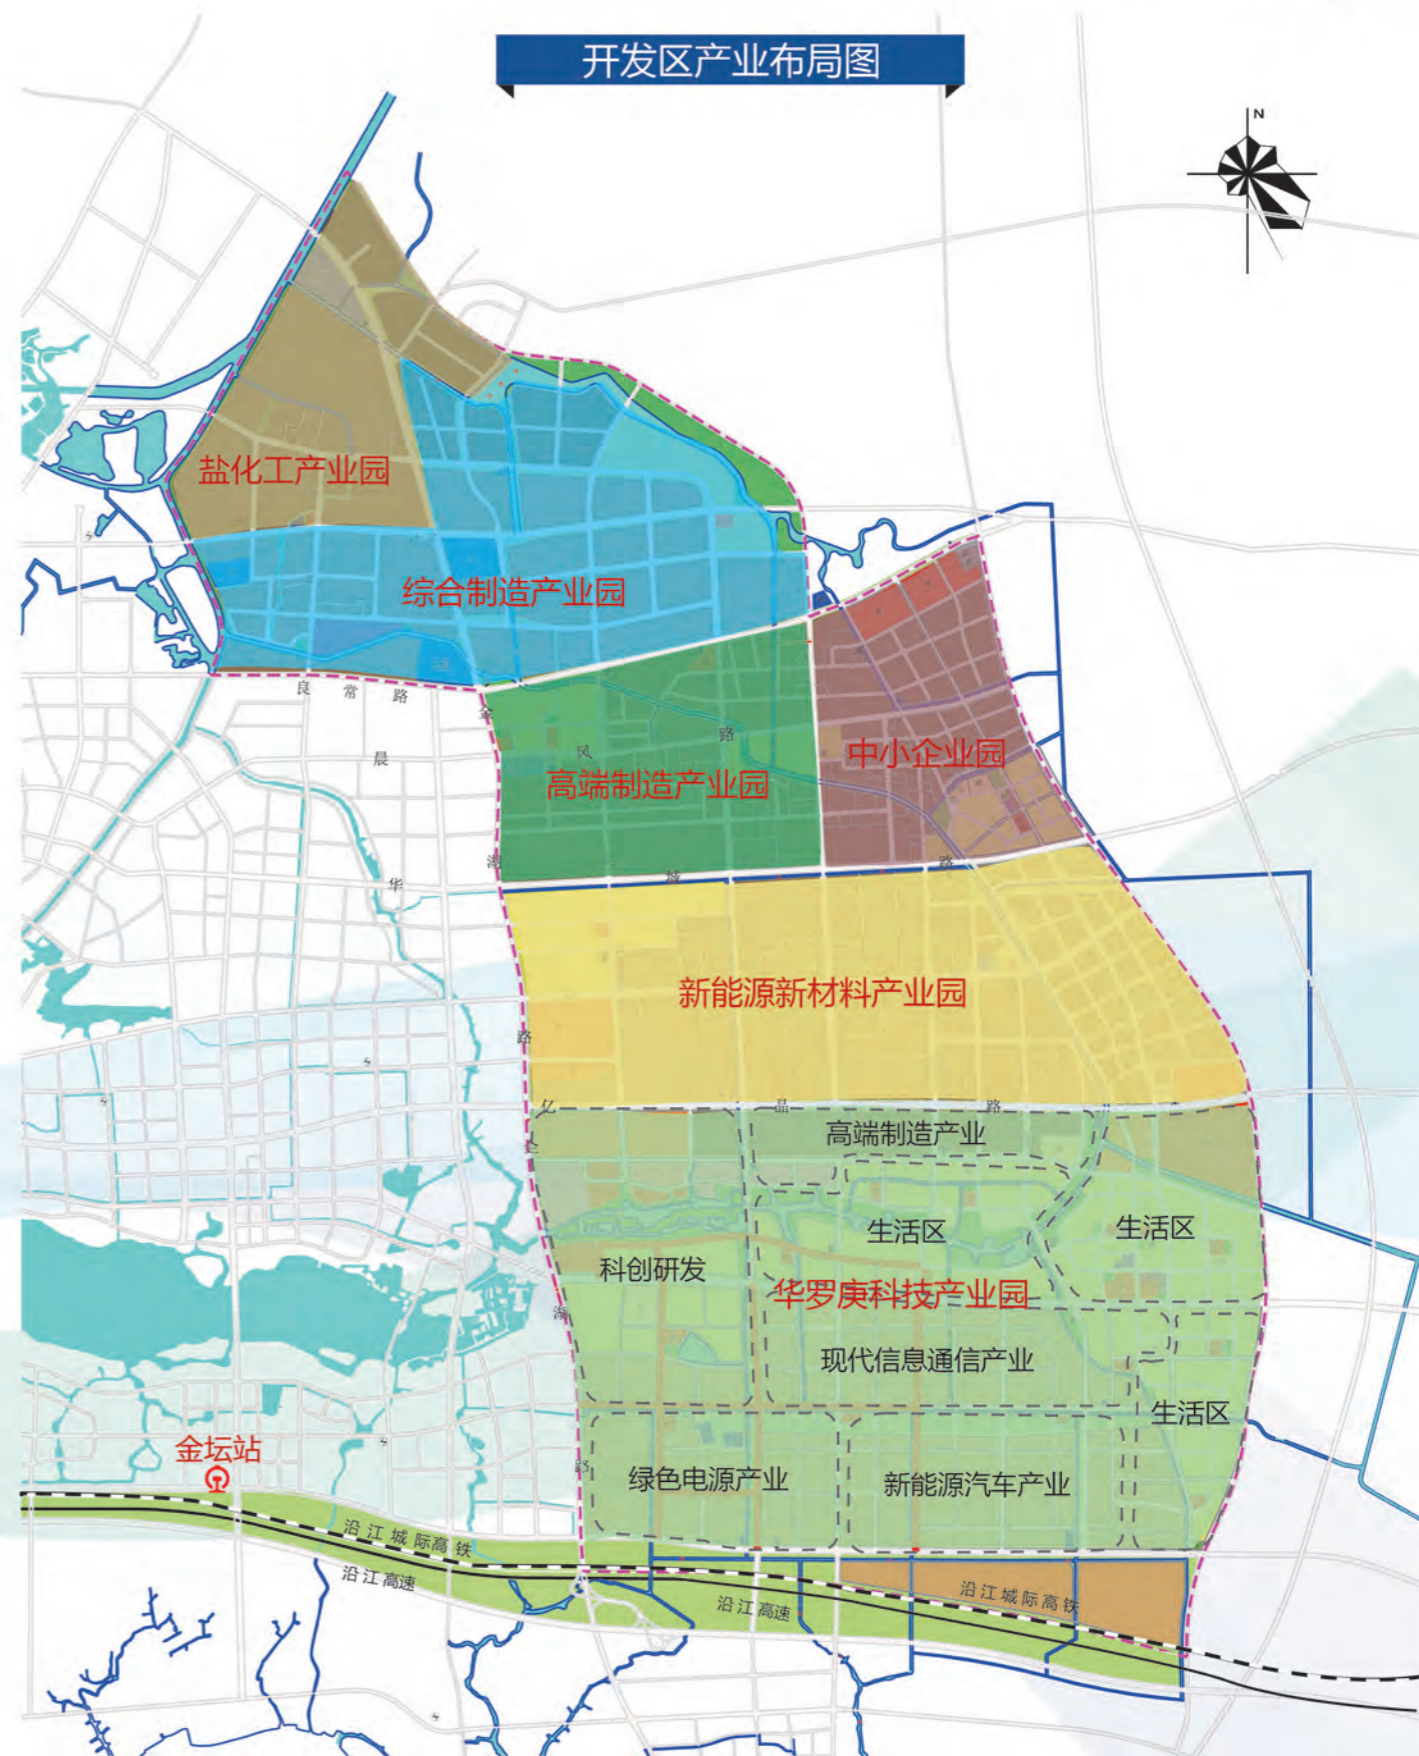 开发区产业布局图
N
盐化工产业园
综合制造产业园
良常路
金
晨
风
路
高端制造产业园
中小企业园
湖
华
城
路
新能源新材料产业园
路
亿
晶
路
高端制造产业
生活区
生活区
科创研发
华罗庚科技产业园
湖
现代信息通信产业
生活区
金坛站
路
绿色电源产业
新能源汽车产业
沿江城际高铁
沿江高速
沿江城际高铁
沿江高速